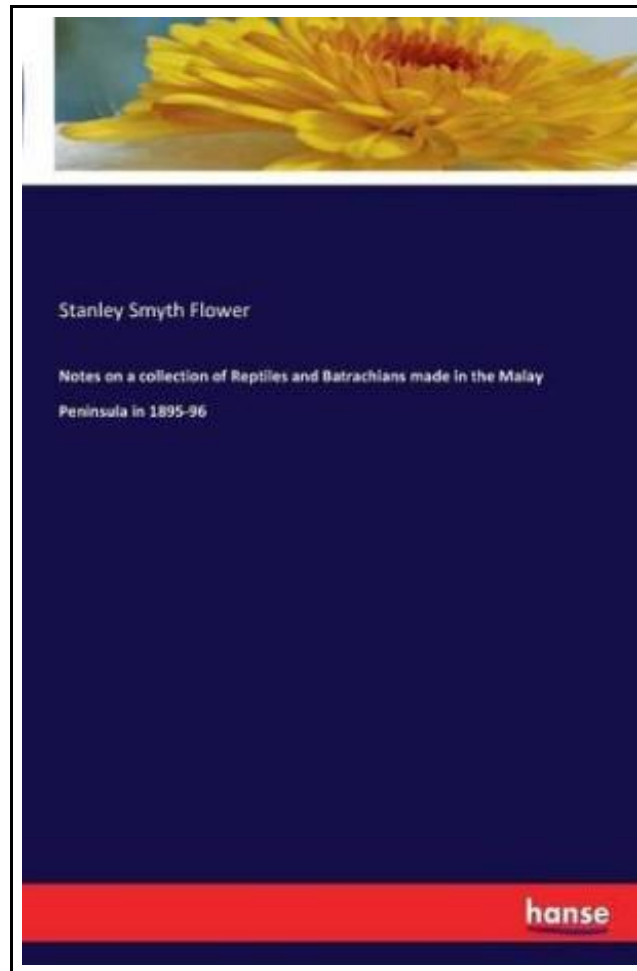 Stanley Smyth Flower
Notes on a collection of Reptiles and Batrachians made in the Malay
Peninsula in 1895-96
hanse